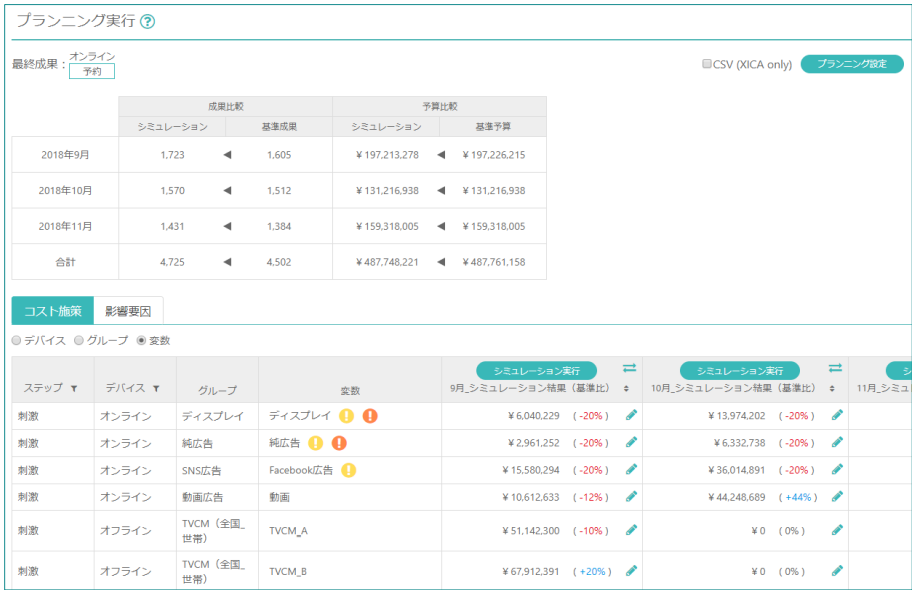 プランニング実行 ?
最終成果：オンライン
予約
CSV (XICA only)
プランニング設定
成果比較 予算比較
シミュレーション 基準成果 シミュレーション 基準予算
2018年9月 1,723 ◀ 1,605 ¥ 197,213,278 ◀ ¥ 197,226,215
2018年10月 1,570 ◀ 1,512 ¥ 131,216,938 ◀ ¥ 131,216,938
2018年11月 1,431 ◀ 1,384 ¥ 159,318,005 ◀ ¥ 159,318,005
合計 4,725 ◀ 4,502 ¥ 487,748,221 ◀ ¥ 487,761,158
コスト施策 影響要因
デバイス グループ 変数
シミュレーション実行 シミュレーション実行 シ
ステップ デバイス グループ 変数 9月_シミュレーション結果（基準比） 10月_シミュレーション結果（基準比） 11月_シミュ
刺激 オンライン ディスプレイ ディスプレイ ! ! ¥ 6,040,229 ( -20% ) ¥ 13,974,202 ( -20% )
刺激 オンライン 純広告 純広告 ! ! ¥ 2,961,252 ( -20% ) ¥ 6,332,738 ( -20% )
刺激 オンライン SNS広告 Facebook広告 ! ¥ 15,580,294 ( -20% ) ¥ 36,014,891 ( -20% )
刺激 オンライン 動画広告 動画 ¥ 10,612,633 ( -12% ) ¥ 44,248,689 ( +44% )
刺激 オフライン TVCM（全国_世帯） TVCM_A ¥ 51,142,300 ( -10% ) ¥ 0 ( 0% )
刺激 オフライン TVCM（全国_世帯） TVCM_B ¥ 67,912,391 ( +20% ) ¥ 0 ( 0% )